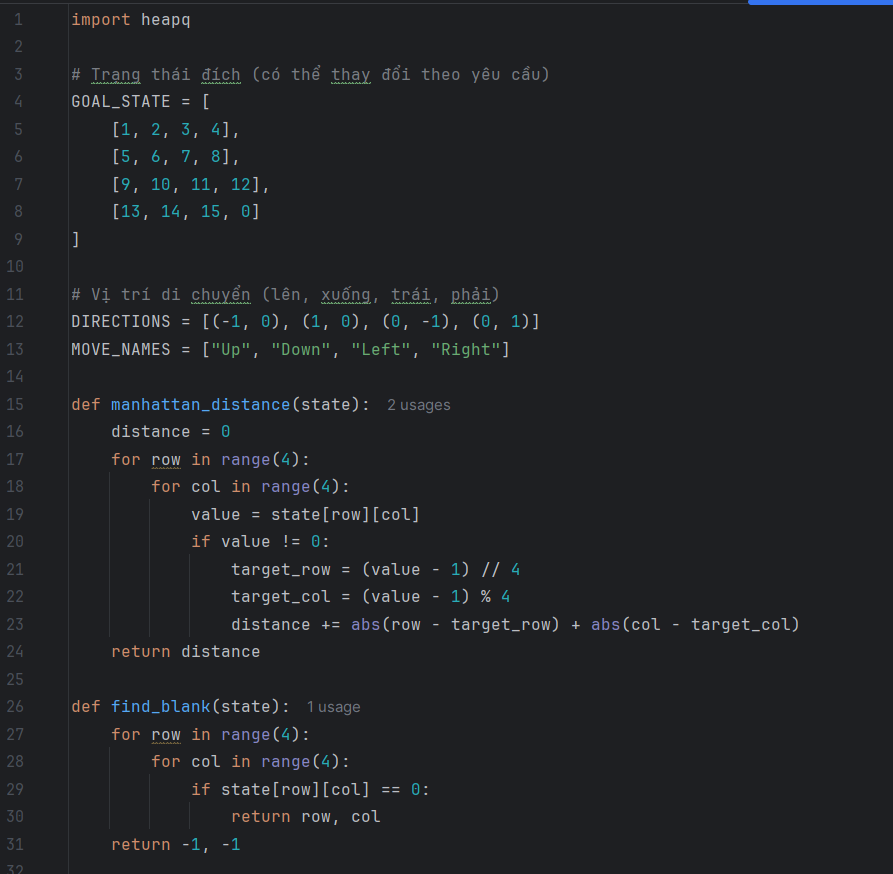 1 import heapq
2
3 # Trạng thái đích (có thể thay đổi theo yêu cầu)
4 GOAL_STATE = [
5     [1, 2, 3, 4],
6     [5, 6, 7, 8],
7     [9, 10, 11, 12],
8     [13, 14, 15, 0]
9 ]
10
11 # Vị trí di chuyển (lên, xuống, trái, phải)
12 DIRECTIONS = [(-1, 0), (1, 0), (0, -1), (0, 1)]
13 MOVE_NAMES = ["Up", "Down", "Left", "Right"]
14
15 def manhattan_distance(state): 2 usages
16     distance = 0
17     for row in range(4):
18         for col in range(4):
19             value = state[row][col]
20             if value != 0:
21                 target_row = (value - 1) // 4
22                 target_col = (value - 1) % 4
23                 distance += abs(row - target_row) + abs(col - target_col)
24     return distance
25
26 def find_blank(state): 1 usage
27     for row in range(4):
28         for col in range(4):
29             if state[row][col] == 0:
30                 return row, col
31     return -1, -1
32